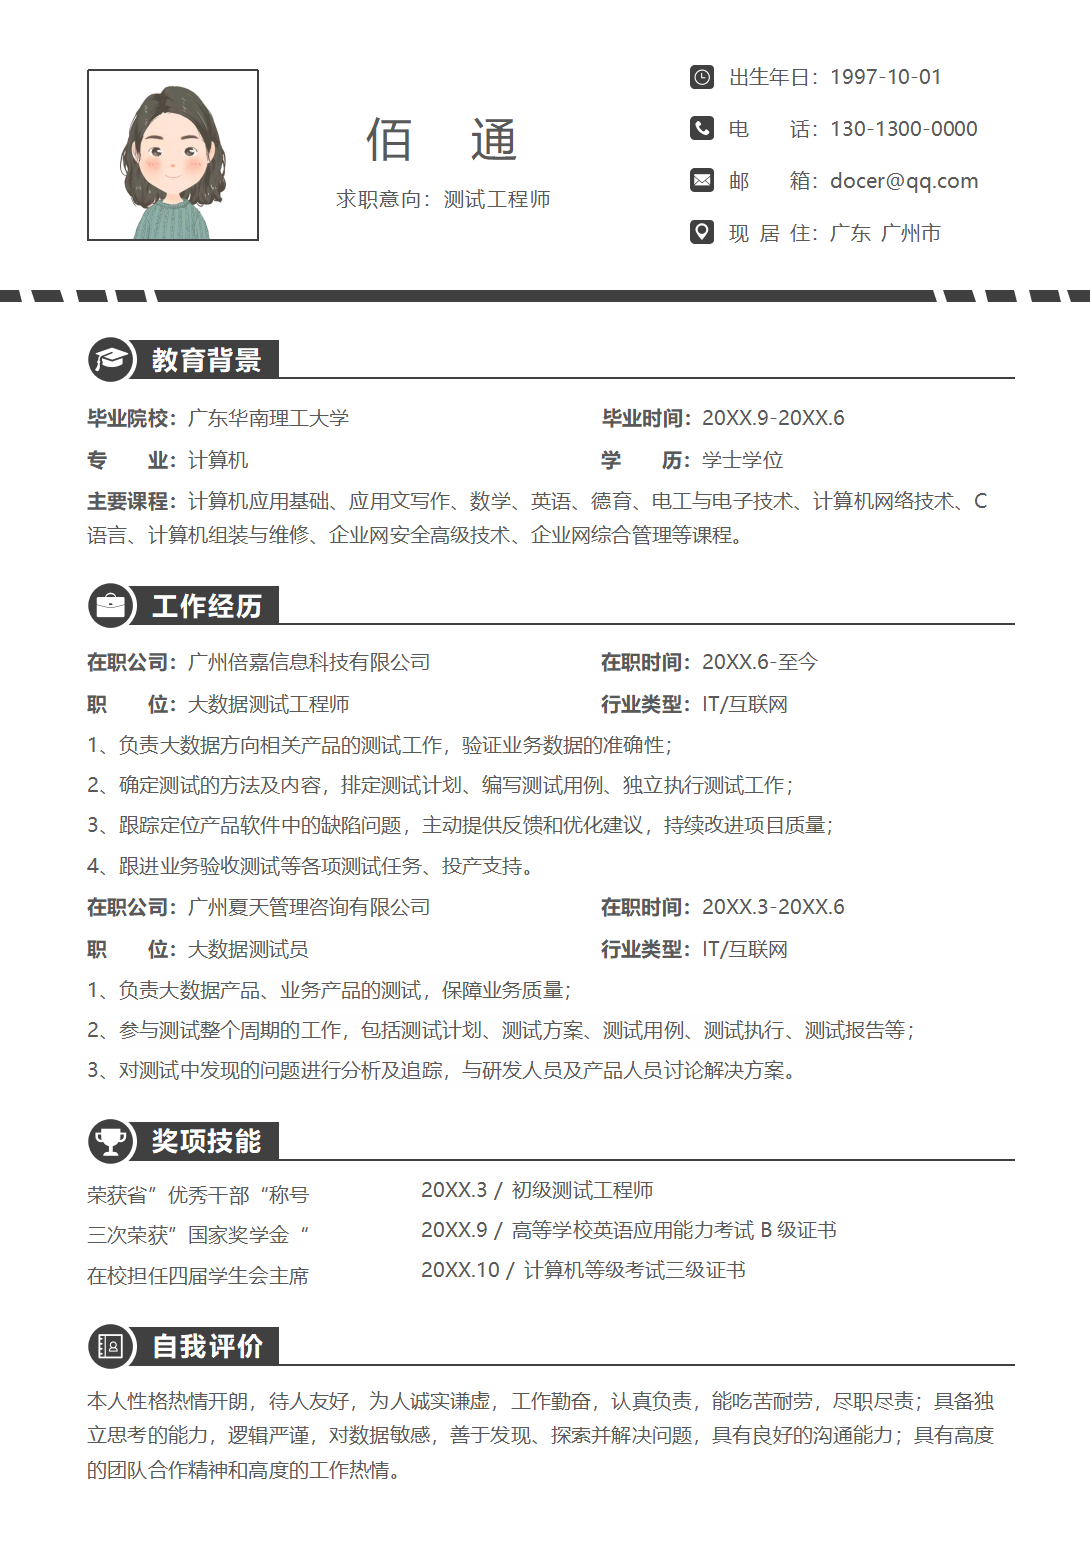 佰 通
求职意向：测试工程师
出生年日：1997-10-01
电 话：130-1300-0000
邮 箱：docer@qq.com
现 居 住：广东 广州市
教育背景
毕业院校：广东华南理工大学 毕业时间：20XX.9-20XX.6
专 业：计算机 学 历：学士学位
主要课程：计算机应用基础、应用文写作、数学、英语、德育、电工与电子技术、计算机网络技术、C
语言、计算机组装与维修、企业网安全高级技术、企业网综合管理等课程。
工作经历
在职公司：广州倍嘉信息科技有限公司 在职时间：20XX.6-至今
职 位：大数据测试工程师 行业类型：IT/互联网
1、负责大数据方向相关产品的测试工作，验证业务数据的准确性；
2、确定测试的方法及内容，排定测试计划、编写测试用例、独立执行测试工作；
3、跟踪定位产品软件中的缺陷问题，主动提供反馈和优化建议，持续改进项目质量；
4、跟进业务验收测试等各项测试任务、投产支持。
在职公司：广州夏天管理咨询有限公司 在职时间：20XX.3-20XX.6
职 位：大数据测试员 行业类型：IT/互联网
1、负责大数据产品、业务产品的测试，保障业务质量；
2、参与测试整个周期的工作，包括测试计划、测试方案、测试用例、测试执行、测试报告等；
3、对测试中发现的问题进行分析及追踪，与研发人员及产品人员讨论解决方案。
奖项技能
荣获省”优秀干部“称号
三次荣获”国家奖学金“
在校担任四届学生会主席
20XX.3 / 初级测试工程师
20XX.9 / 高等学校英语应用能力考试 B 级证书
20XX.10 / 计算机等级考试三级证书
自我评价
本人性格热情开朗，待人友好，为人诚实谦虚，工作勤奋，认真负责，能吃苦耐劳，尽职尽责；具备独
立思考的能力，逻辑严谨，对数据敏感，善于发现、探索并解决问题，具有良好的沟通能力；具有高度
的团队合作精神和高度的工作热情。